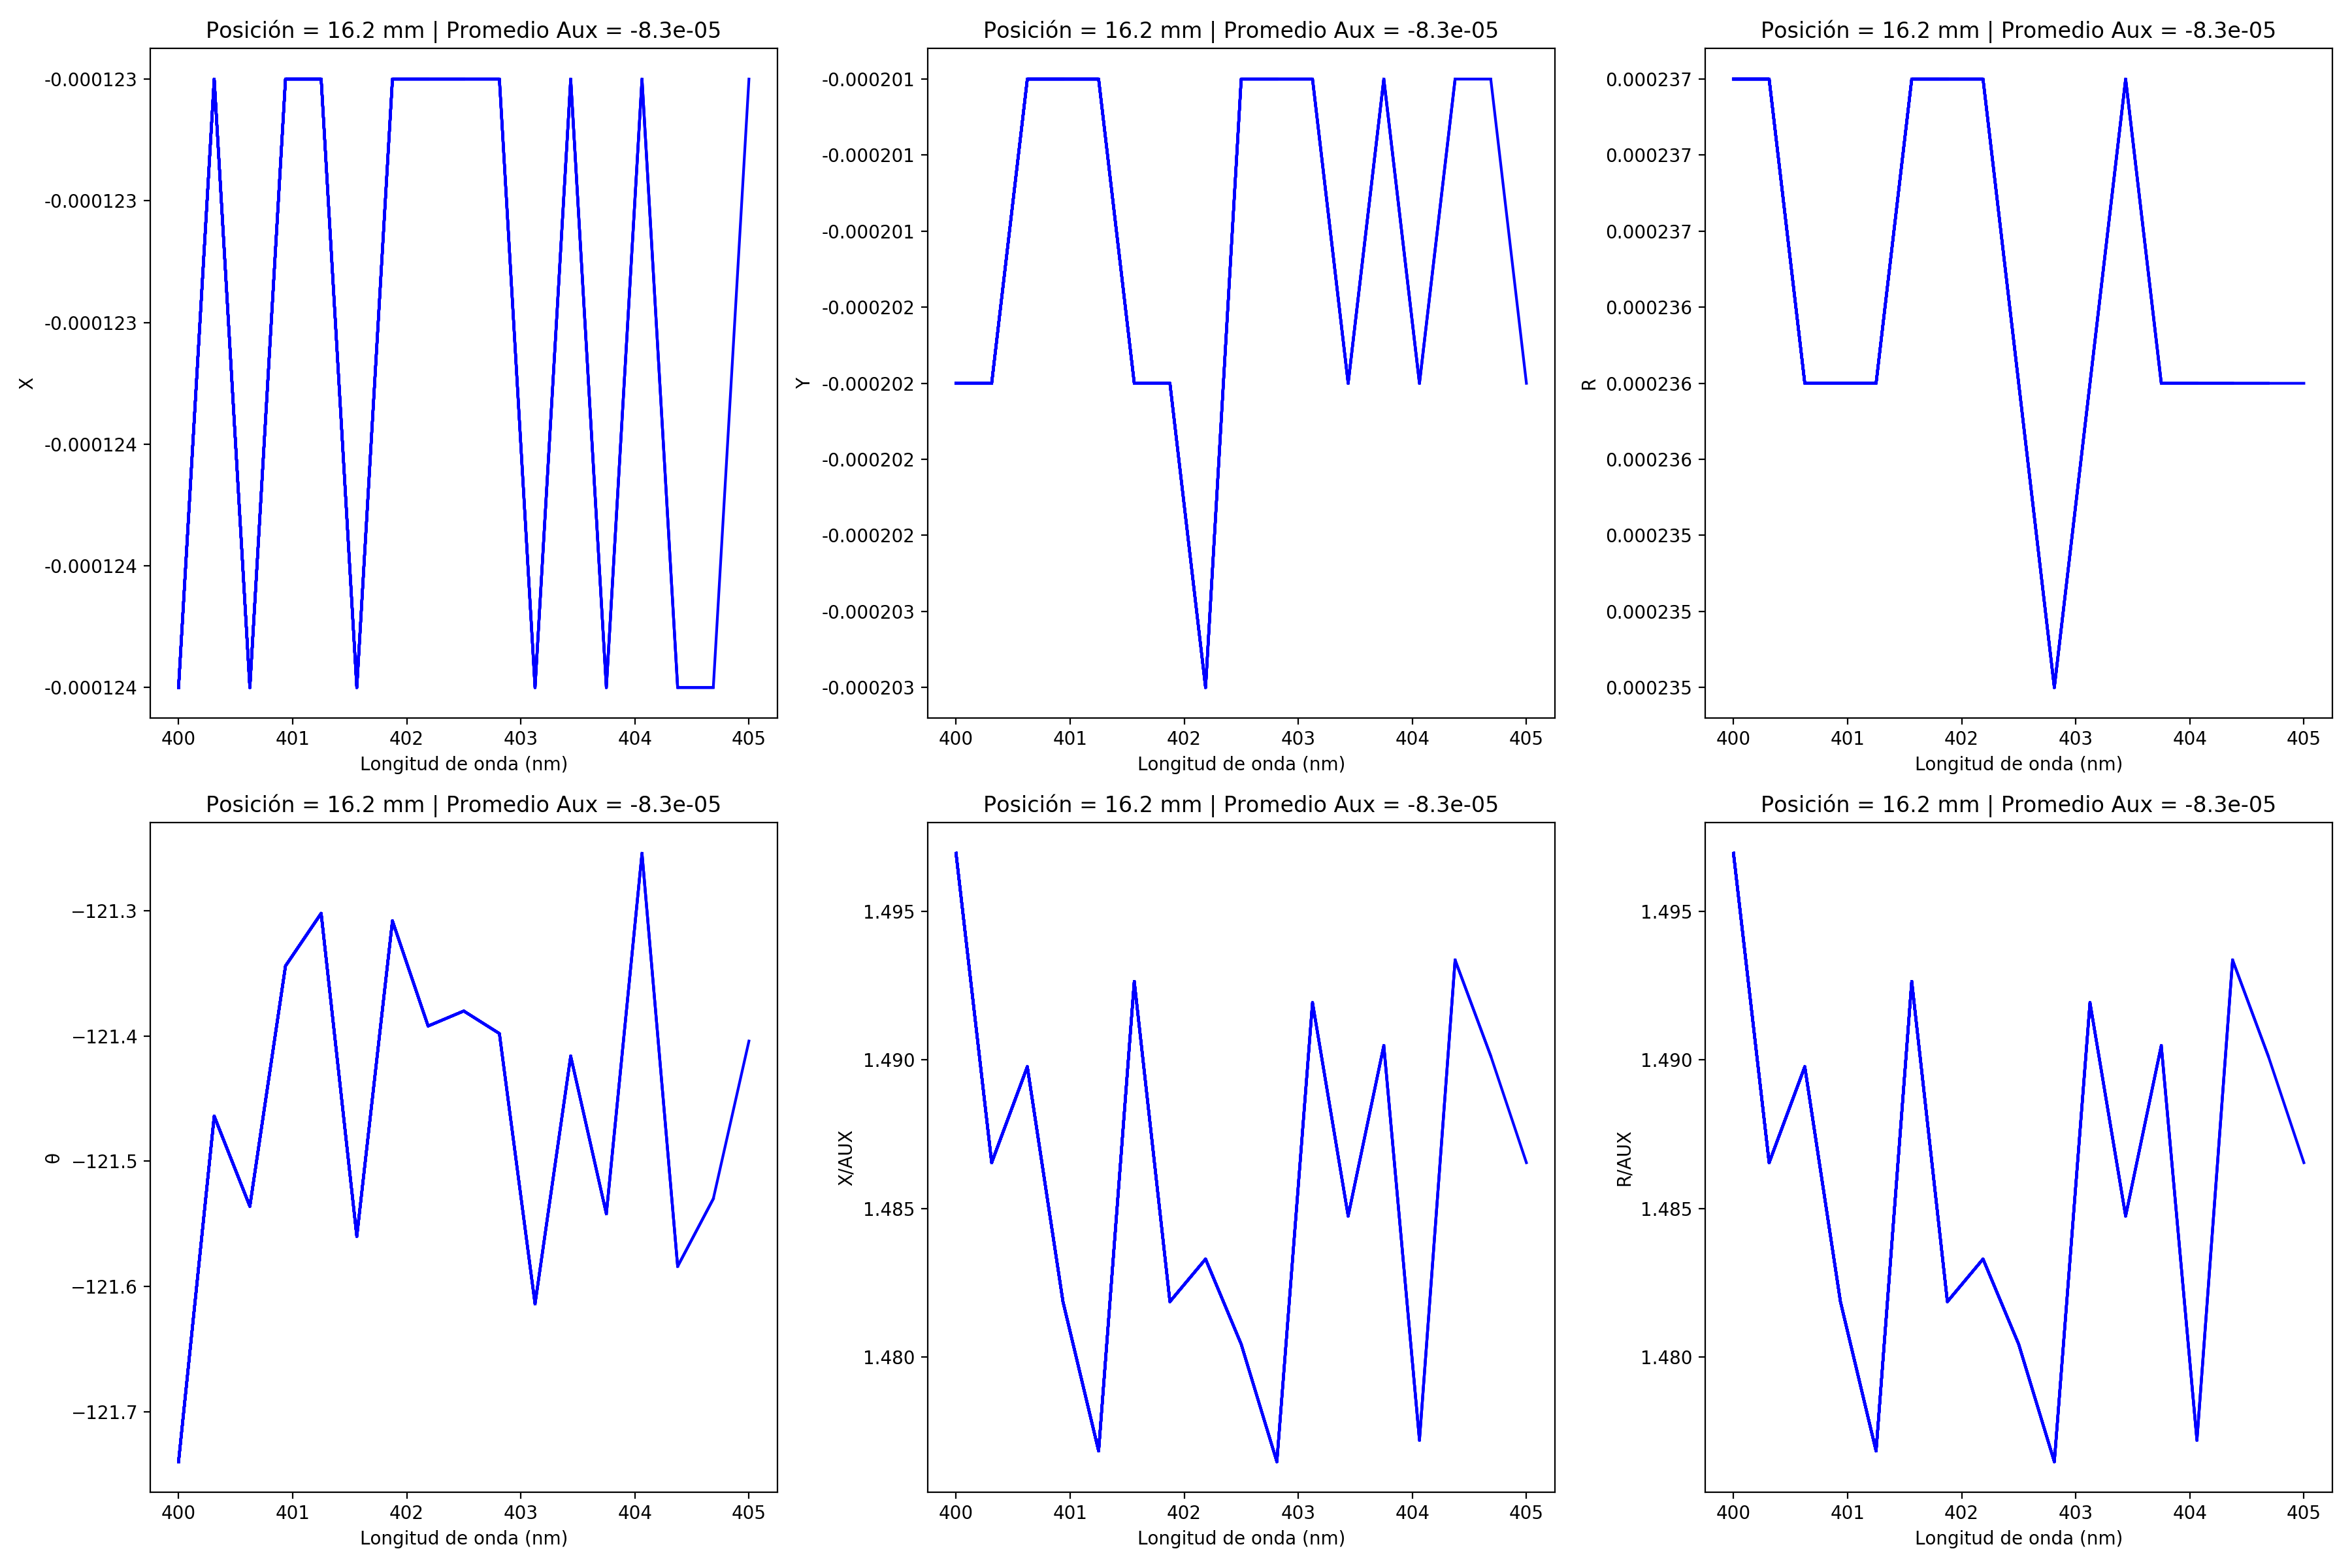 Posición = 16.2 mm | Promedio Aux = -8.3e-05
-0.000123
-0.000123
-0.000123
-0.000124
-0.000124
-0.000124
X
400 401 402 403 404 405
Longitud de onda (nm)
Posición = 16.2 mm | Promedio Aux = -8.3e-05
-0.000201
-0.000201
-0.000201
-0.000202
-0.000202
-0.000202
-0.000202
-0.000203
-0.000203
Y
400 401 402 403 404 405
Longitud de onda (nm)
Posición = 16.2 mm | Promedio Aux = -8.3e-05
0.000237
0.000237
0.000237
0.000236
0.000236
0.000236
0.000235
0.000235
0.000235
R
400 401 402 403 404 405
Longitud de onda (nm)
Posición = 16.2 mm | Promedio Aux = -8.3e-05
−121.3
−121.4
−121.5
−121.6
−121.7
θ
400 401 402 403 404 405
Longitud de onda (nm)
Posición = 16.2 mm | Promedio Aux = -8.3e-05
1.495
1.490
1.485
1.480
X/AUX
400 401 402 403 404 405
Longitud de onda (nm)
Posición = 16.2 mm | Promedio Aux = -8.3e-05
1.495
1.490
1.485
1.480
R/AUX
400 401 402 403 404 405
Longitud de onda (nm)